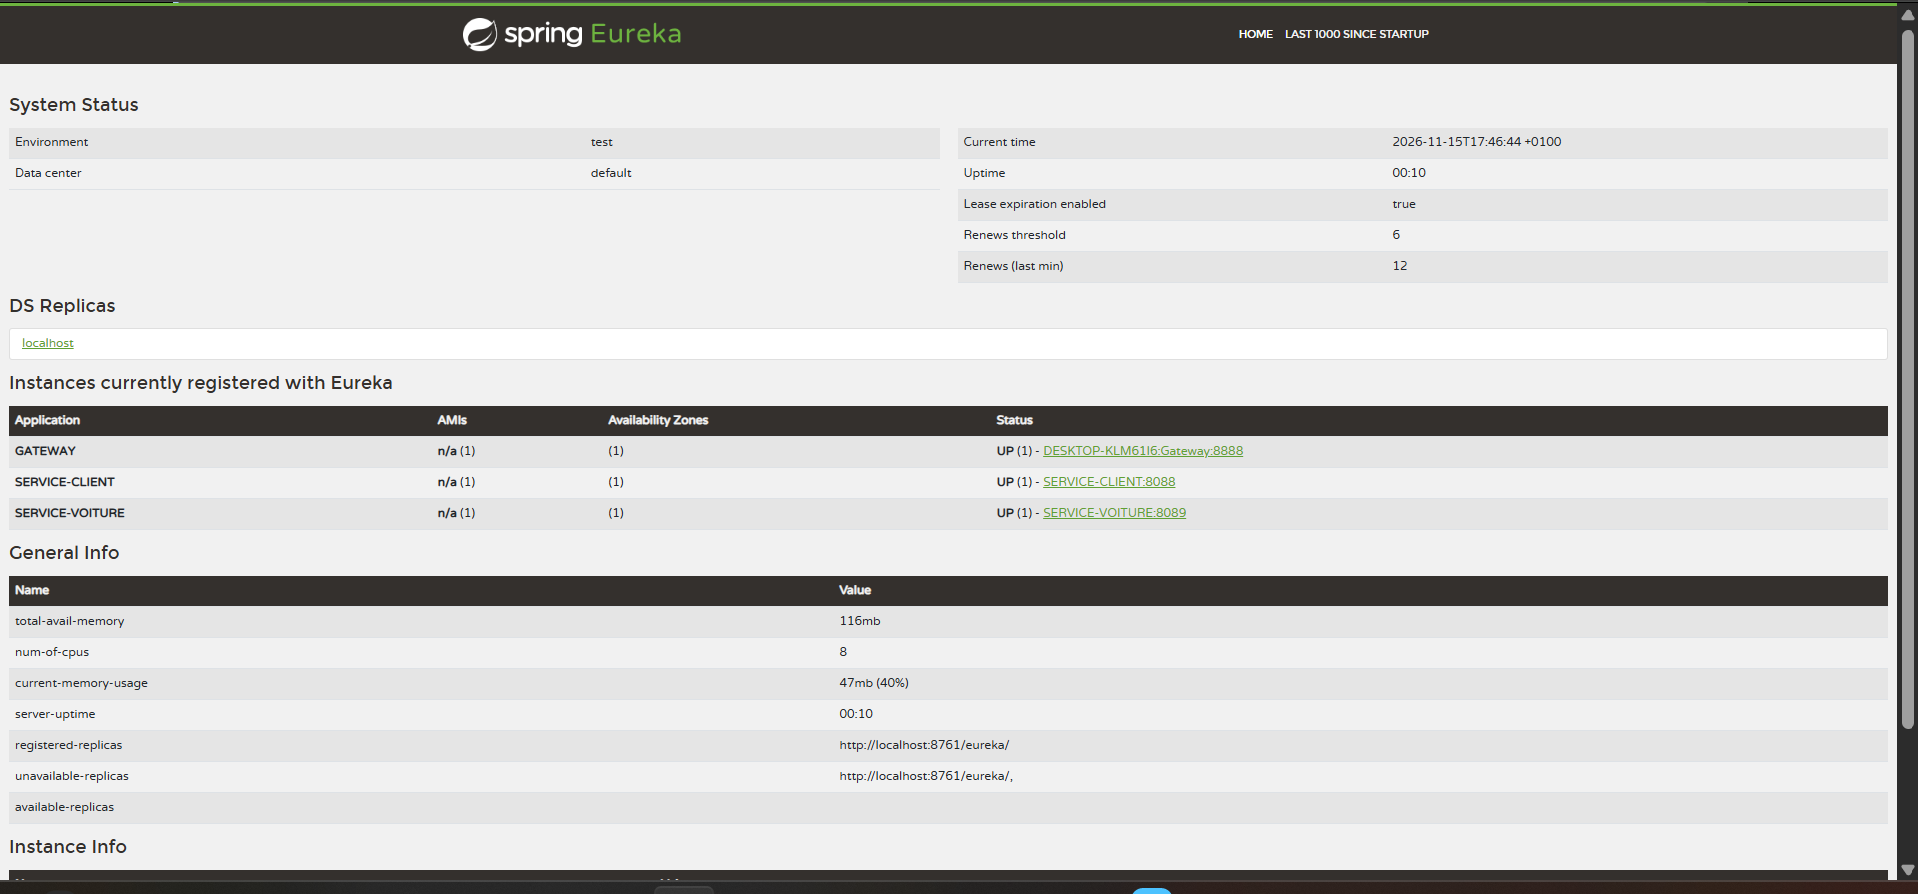 spring Eureka
HOME LAST 1000 SINCE STARTUP
System Status
Environment test
Data center default
Current time 2026-11-15T17:46:44 +0100
Uptime 00:10
Lease expiration enabled true
Renews threshold 6
Renews (last min) 12
DS Replicas
localhost
Instances currently registered with Eureka
Application AMIs Availability Zones Status
GATEWAY n/a (1) (1) UP (1) - DESKTOP-KLM61I6:Gateway:8888
SERVICE-CLIENT n/a (1) (1) UP (1) - SERVICE-CLIENT:8088
SERVICE-VOITURE n/a (1) (1) UP (1) - SERVICE-VOITURE:8089
General Info
Name Value
total-avail-memory 116mb
num-of-cpus 8
current-memory-usage 47mb (40%)
server-uptime 00:10
registered-replicas http://localhost:8761/eureka/
unavailable-replicas http://localhost:8761/eureka/,
available-replicas
Instance Info